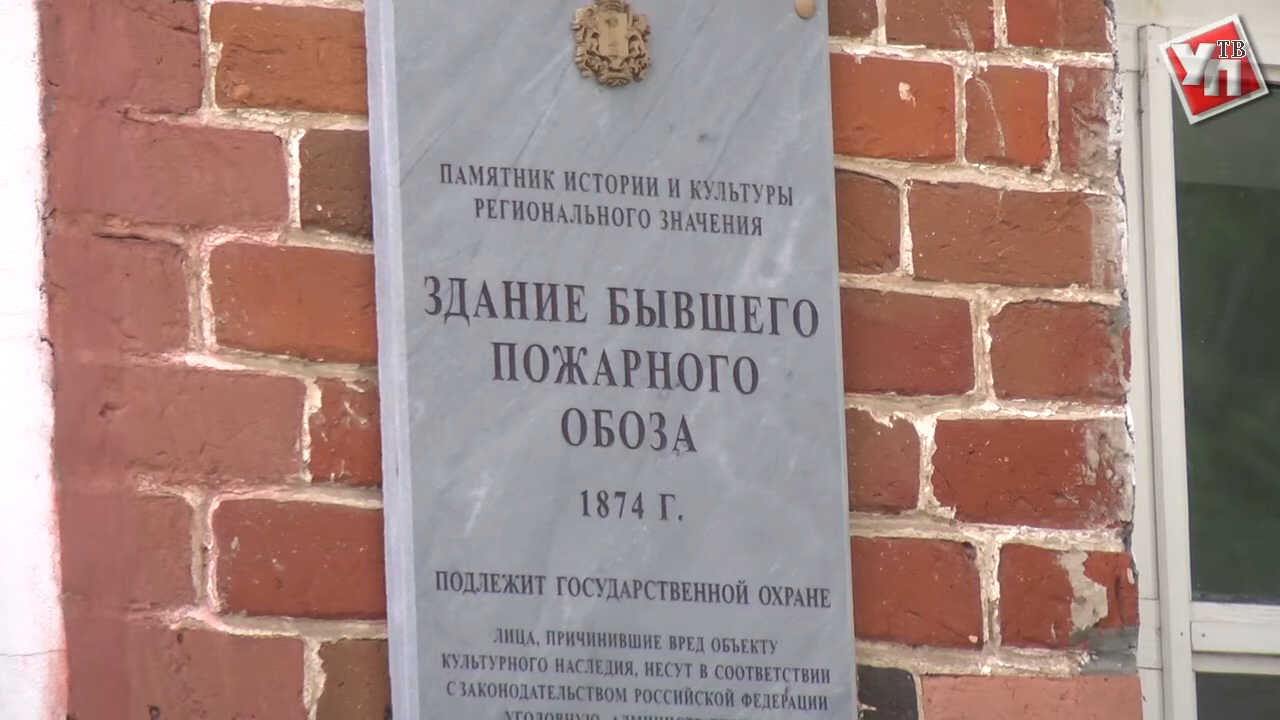 УП
ТВ
ПАМЯТНИК ИСТОРИИ И КУЛЬТУРЫ
РЕГИОНАЛЬНОГО ЗНАЧЕНИЯ
ЗДАНИЕ БЫВШЕГО
ПОЖАРНОГО
ОБОЗА
1874 Г.
ПОДЛЕЖИТ ГОСУДАРСТВЕННОЙ ОХРАНЕ
ЛИЦА, ПРИЧИНИВШИЕ ВРЕД ОБЪЕКТУ
КУЛЬТУРНОГО НАСЛЕДИЯ, НЕСУТ В СООТВЕТСТВИИ
С ЗАКОНОДАТЕЛЬСТВОМ РОССИЙСКОЙ ФЕДЕРАЦИИ
УГОЛОВНУЮ,